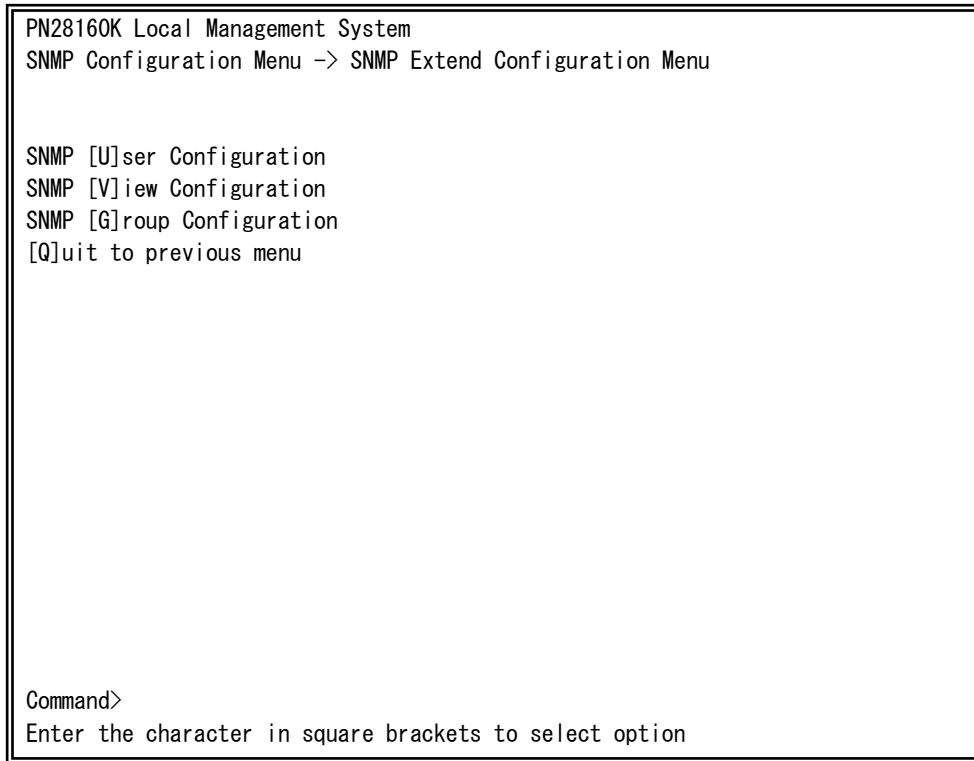 PN28160K Local Management System
SNMP Configuration Menu -> SNMP Extend Configuration Menu
SNMP [U]ser Configuration
SNMP [V]iew Configuration
SNMP [G]roup Configuration
[Q]uit to previous menu
Command>
Enter the character in square brackets to select option